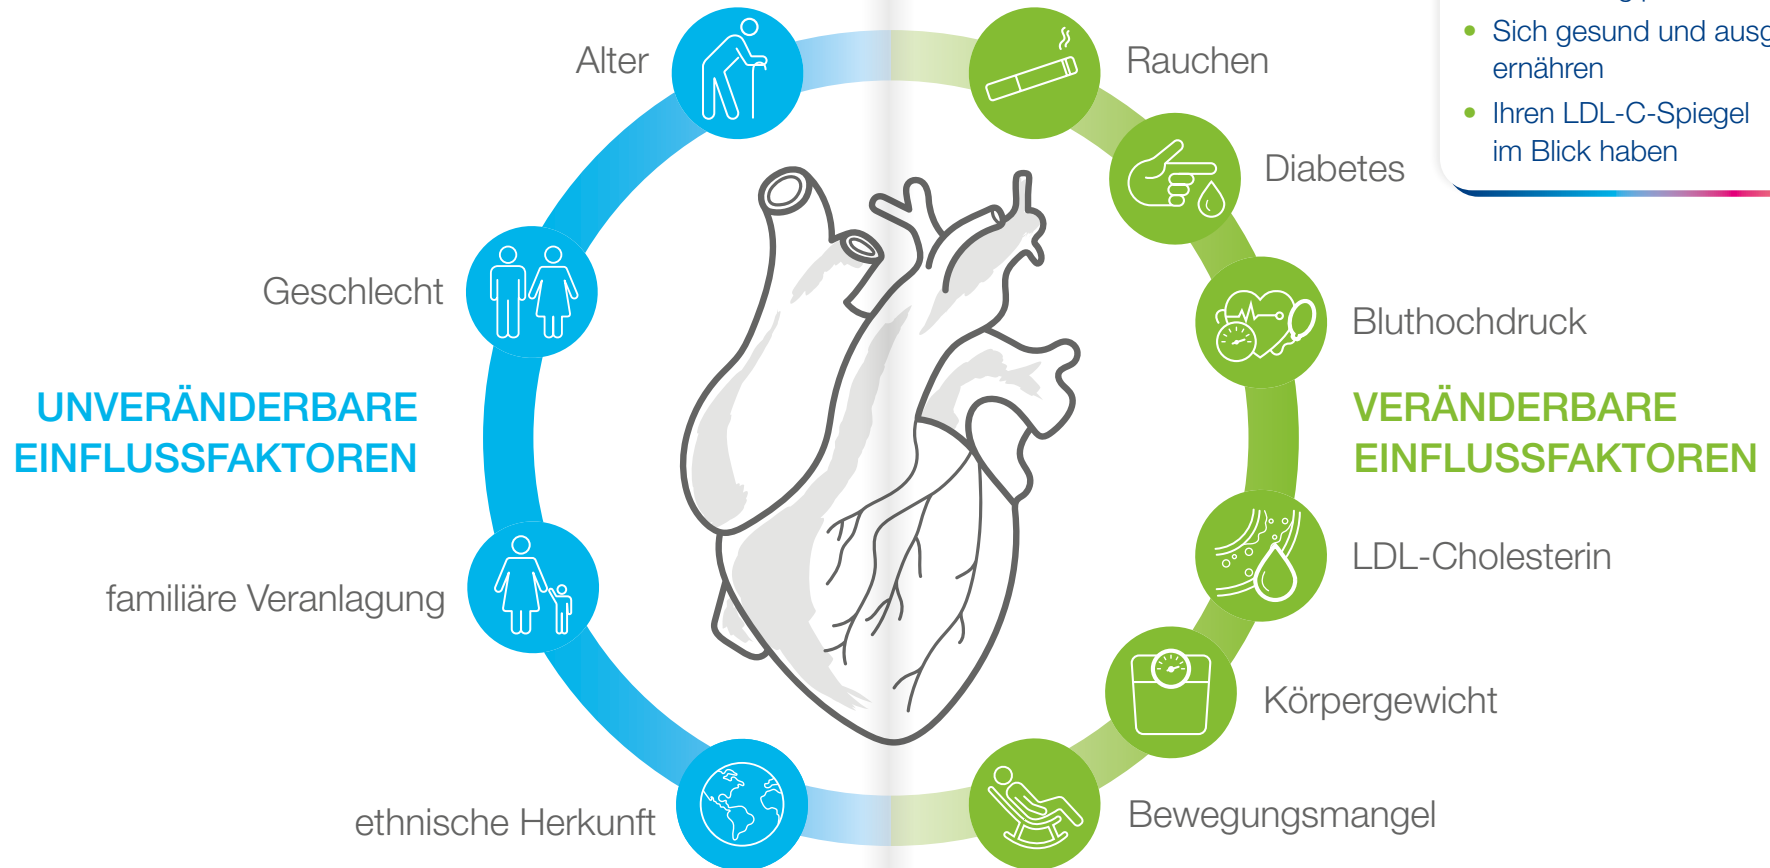 Alter
Geschlecht
UNVERÄNDERBARE
EINFLUSSFAKTOREN
familiäre Veranlagung
ethnische Herkunft
Rauchen
Diabetes
Bluthochdruck
VERÄNDERBARE
EINFLUSSFAKTOREN
LDL-Cholesterin
Körpergewicht
Bewegungsmangel
• Sich gesund und
ernähren
• Ihren LDL-C-Spiegel
im Blick haben